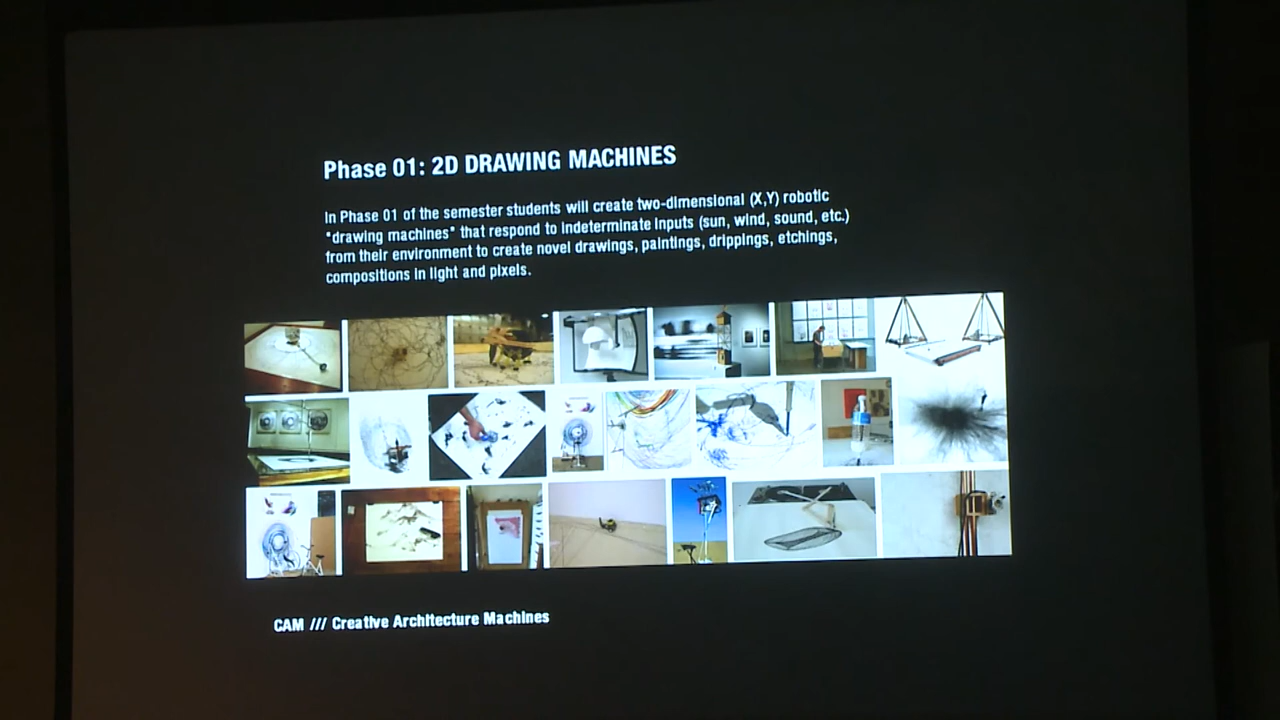 Phase 01: 2D DRAWING MACHINES
In Phase 01 of the semester students will create two-dimensional (X,Y) robotic
"drawing machines" that respond to indeterminate inputs (sun, wind, sound, etc.)
from their environment to create novel drawings, paintings, drippings, etchings,
compositions in light and pixels.
CAM /// Creative Architecture Machines